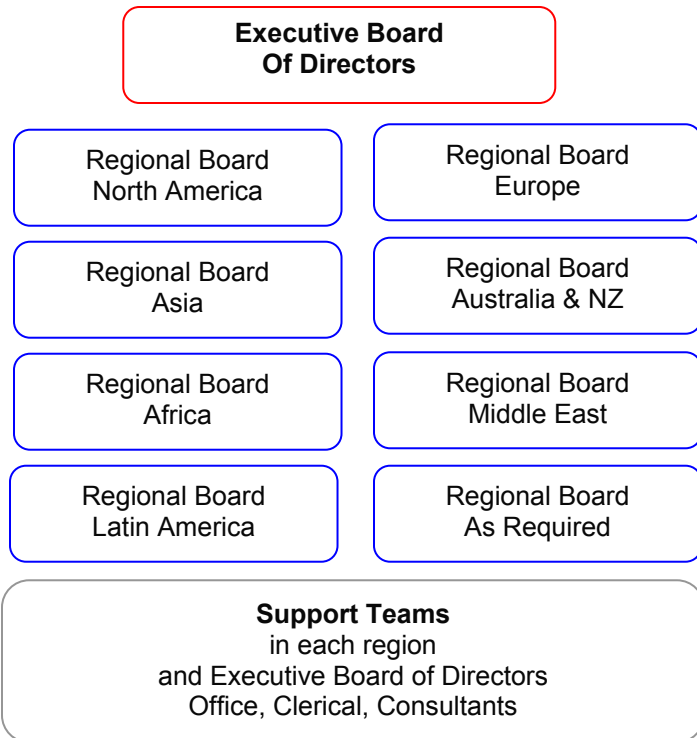 Executive Board
Of Directors
Regional Board
North America
Regional Board
Europe
Regional Board
Asia
Regional Board
Australia & NZ
Regional Board
Africa
Regional Board
Middle East
Regional Board
Latin America
Regional Board
As Required
Support Teams
in each region
and Executive Board of Directors
Office, Clerical, Consultants